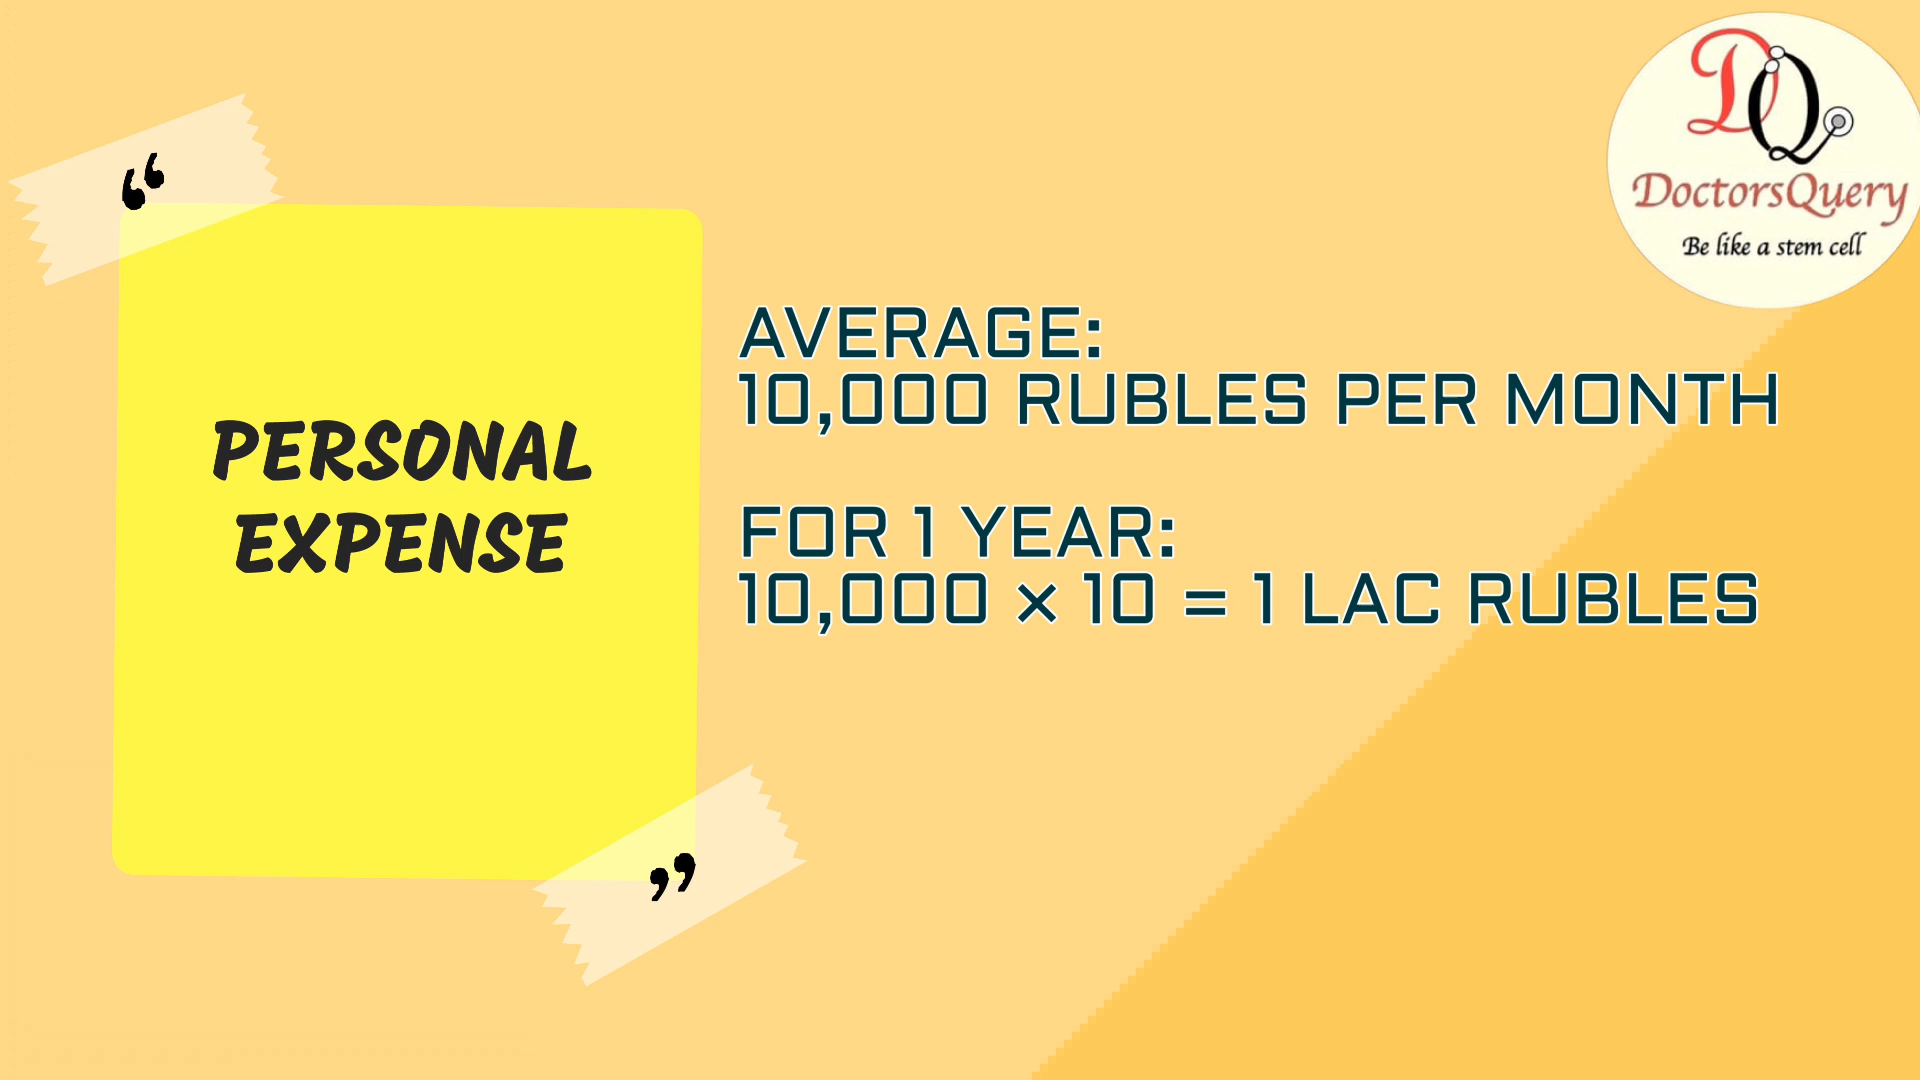 DQ
DoctorsQuery
Be like a stem cell
“
PERSONAL
EXPENSE
”
AVERAGE:
10,000 RUBLES PER MONTH
FOR 1 YEAR:
10,000 × 10 = 1 LAC RUBLES